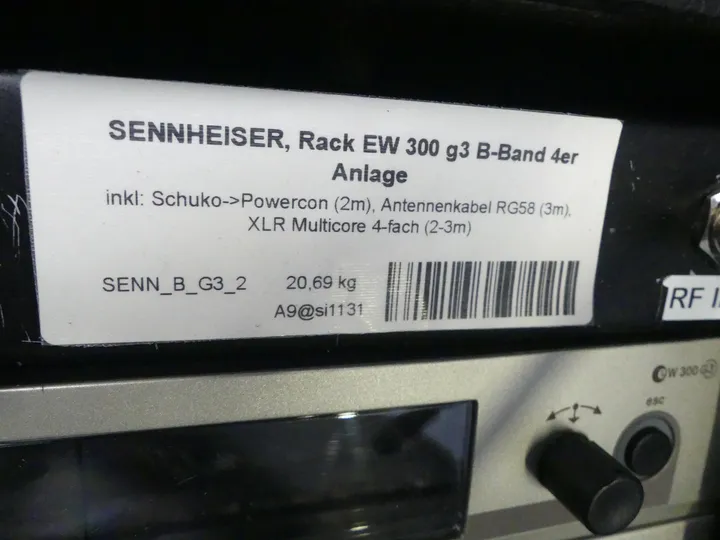 SENNHEISER, Rack EW 300 g3 B-Band 4er
Anlage
inkl: Schuko->Powercon (2m), Antennenkabel RG58 (3m),
XLR Multicore 4-fach (2-3m)
SENN_B_G3_2 20,69 kg
A9@si1131
RF
EW 300 G3
esc